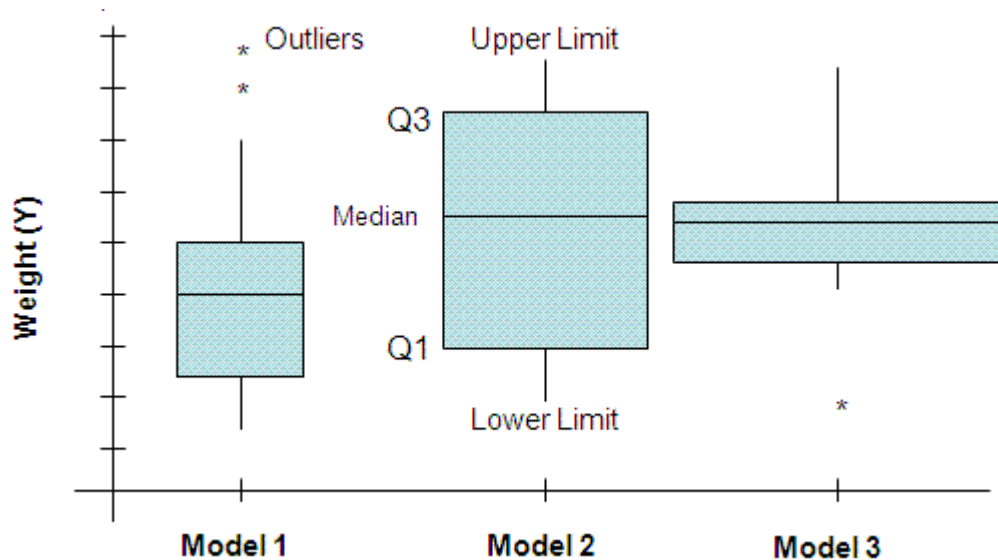 * Outliers
*
Upper Limit
Q3
Median
Q1
Lower Limit
*
Weight (Y)
Model 1
Model 2
Model 3